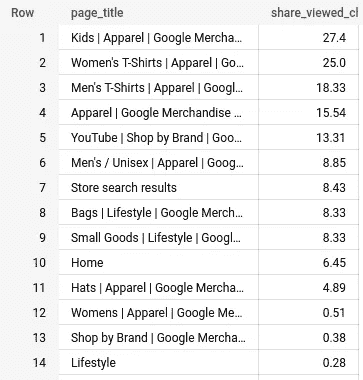 Row page_title share_viewed_cl
1 Kids | Apparel | Google Mercha... 27.4
2 Women's T-Shirts | Apparel | Go... 25.0
3 Men's T-Shirts | Apparel | Googl... 18.33
4 Apparel | Google Merchandise ... 15.54
5 YouTube | Shop by Brand | Goo... 13.31
6 Men's / Unisex | Apparel | Goog... 8.85
7 Store search results 8.43
8 Bags | Lifestyle | Google Merch... 8.33
9 Small Goods | Lifestyle | Googl... 8.33
10 Home 6.45
11 Hats | Apparel | Google Mercha... 4.89
12 Womens | Apparel | Google Me... 0.51
13 Shop by Brand | Google Mercha... 0.38
14 Lifestyle 0.28